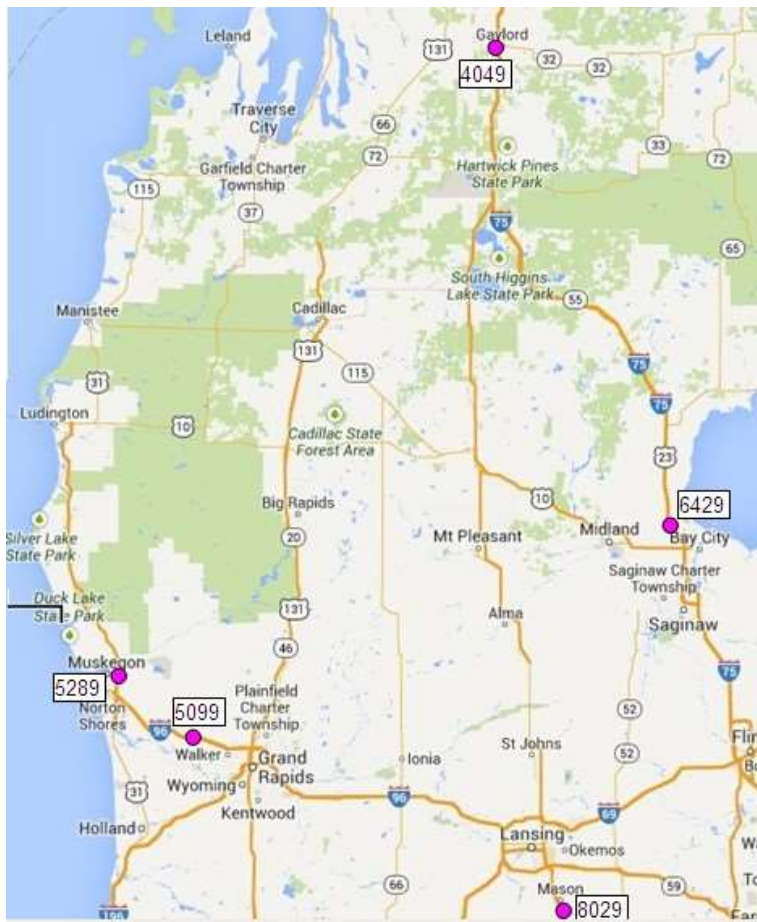 Leland
Gaylord
131
32
32
4049
Traverse
City
66
Garfield Charter
Township
72
Hartwick Pines
State Park
33
72
115
37
75
65
South Higgins
Lake State Park
55
Manistee
Cadillac
131
31
115
75
75
Ludington
10
Cadillac State
Forest Area
23
Big Rapids
6429
Silver Lake
State Park
20
10
Mt Pleasant
Midland
Bay City
Saginaw Charter
Township
Duck Lake
State Park
131
Alma
Saginaw
46
Muskegon
75
5289
Plainfield
Charter
Township
Norton
Shores
5099
96
52
St Johns
52
Flin
Walker
Grand
Rapids
Ionia
Wyoming
31
Kentwood
96
69
Holland
Lansing
Okemos
66
Mason
59
8029
196